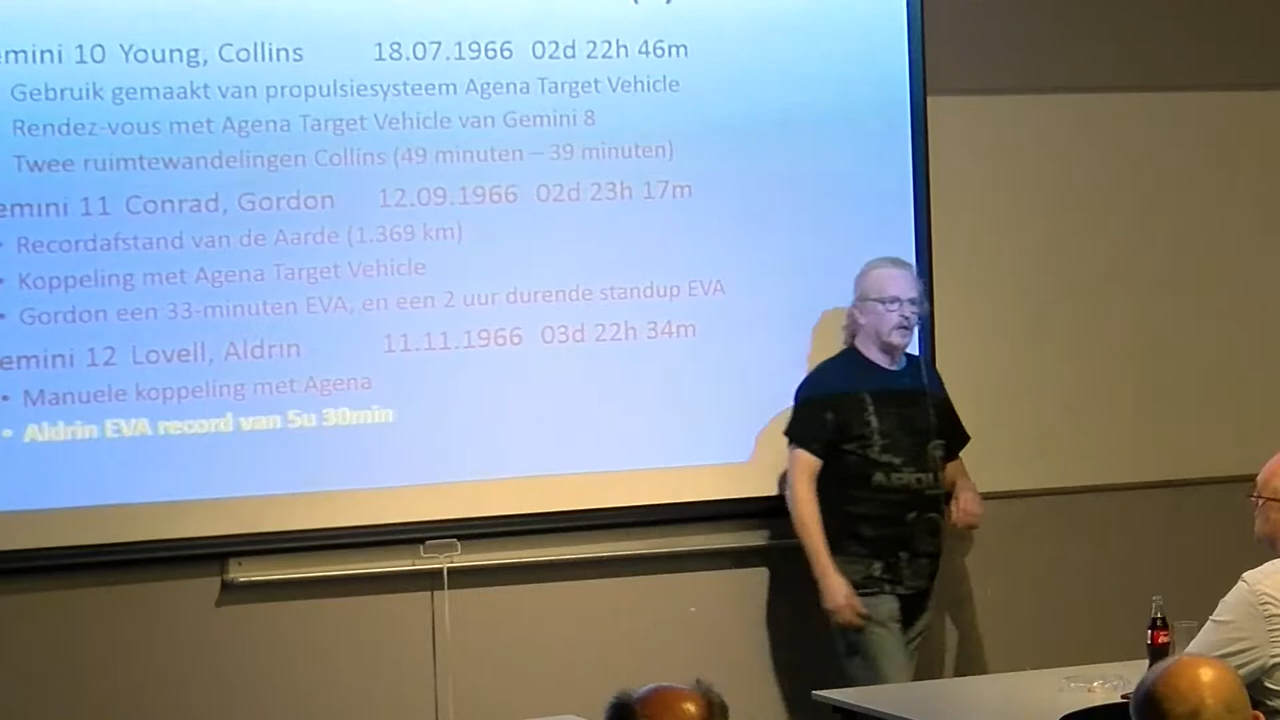 emini 10 Young, Collins 18.07.1966 02d 22h 46m
Gebruik gemaakt van propulsiesysteem Agena Target Vehicle
Rendez-vous met Agena Target Vehicle van Gemini 8
Twee ruimtewandelingen Collins (49 minuten – 39 minuten)
emini 11 Conrad, Gordon 12.09.1966 02d 23h 17m
• Recordafstand van de Aarde (1.369 km)
• Koppeling met Agena Target Vehicle
• Gordon een 33-minuten EVA, en een 2 uur durende standup EVA
emini 12 Lovell, Aldrin 11.11.1966 03d 22h 34m
• Manuele koppeling met Agena
• Aldrin EVA record van 5u 30min